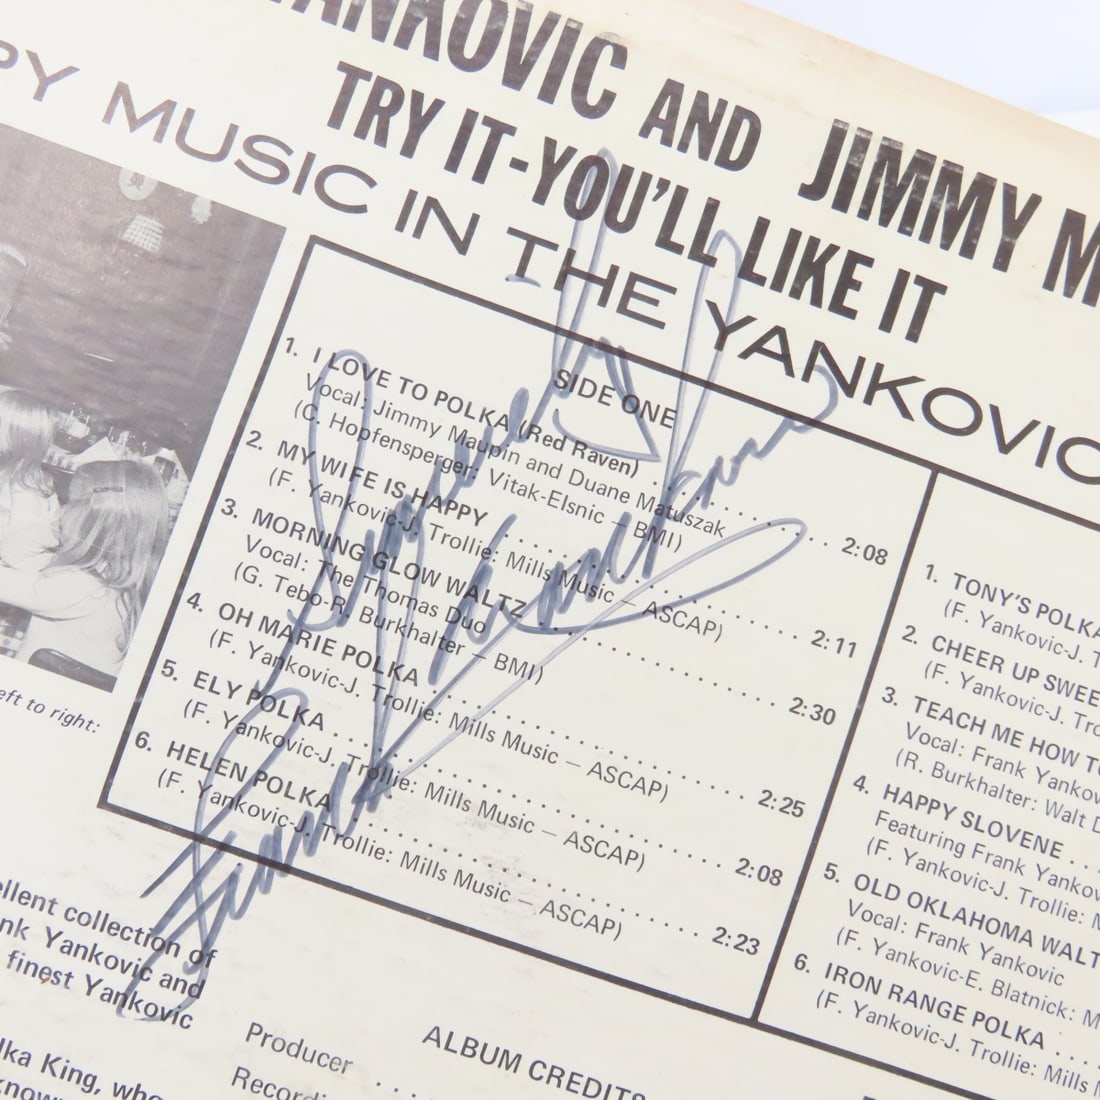 YANKOVIC AND JIMMY M
TRY IT-YOU'LL LIKE IT
PY MUSIC IN THE YANKOVIC
SIDE ONE
1. I LOVE TO POLKA (Red Raven) . . . . . . . . . 2:08
Vocal: Jimmy Maupin and Duane Matuszak
(C. Hopfensperger: Vitak-Elsnic — BMI)
2. MY WIFE IS HAPPY . . . . . . . . . . 2:11
(F. Yankovic-J. Trollie: Mills Music — ASCAP)
3. MORNING GLOW WALTZ . . . . . . . . . . 2:30
Vocal: The Thomas Duo
(G. Tebo-R. Burkhalter — BMI)
4. OH MARIE POLKA . . . . . . . . . . 2:25
(F. Yankovic-J. Trollie: Mills Music — ASCAP)
5. ELY POLKA . . . . . . . . . . 2:08
(F. Yankovic-J. Trollie: Mills Music — ASCAP)
6. HELEN POLKA . . . . . . . . . . 2:23
(F. Yankovic-J. Trollie: Mills Music — ASCAP)
Sincerely
Frank Yankovic
1. TONY'S POLKA
(F. Yankovic-J. T
2. CHEER UP SWEE
(F. Yankovic-J. Tro
3. TEACH ME HOW TO
Vocal: Frank Yankov
(R. Burkhalter: Walt D
4. HAPPY SLOVENE . . .
Featuring Frank Yankov
(F. Yankovic-J. Trollie: M
5. OLD OKLAHOMA WALT
Vocal: Frank Yankovic
(F. Yankovic-E. Blatnick: M
6. IRON RANGE POLKA . . .
(F. Yankovic-J. Trollie: Mills
eft to right:
ellent collection of
nk Yankovic and
finest Yankovic
lka King, who
know
ALBUM CREDITS
Producer . . . .
Recordi